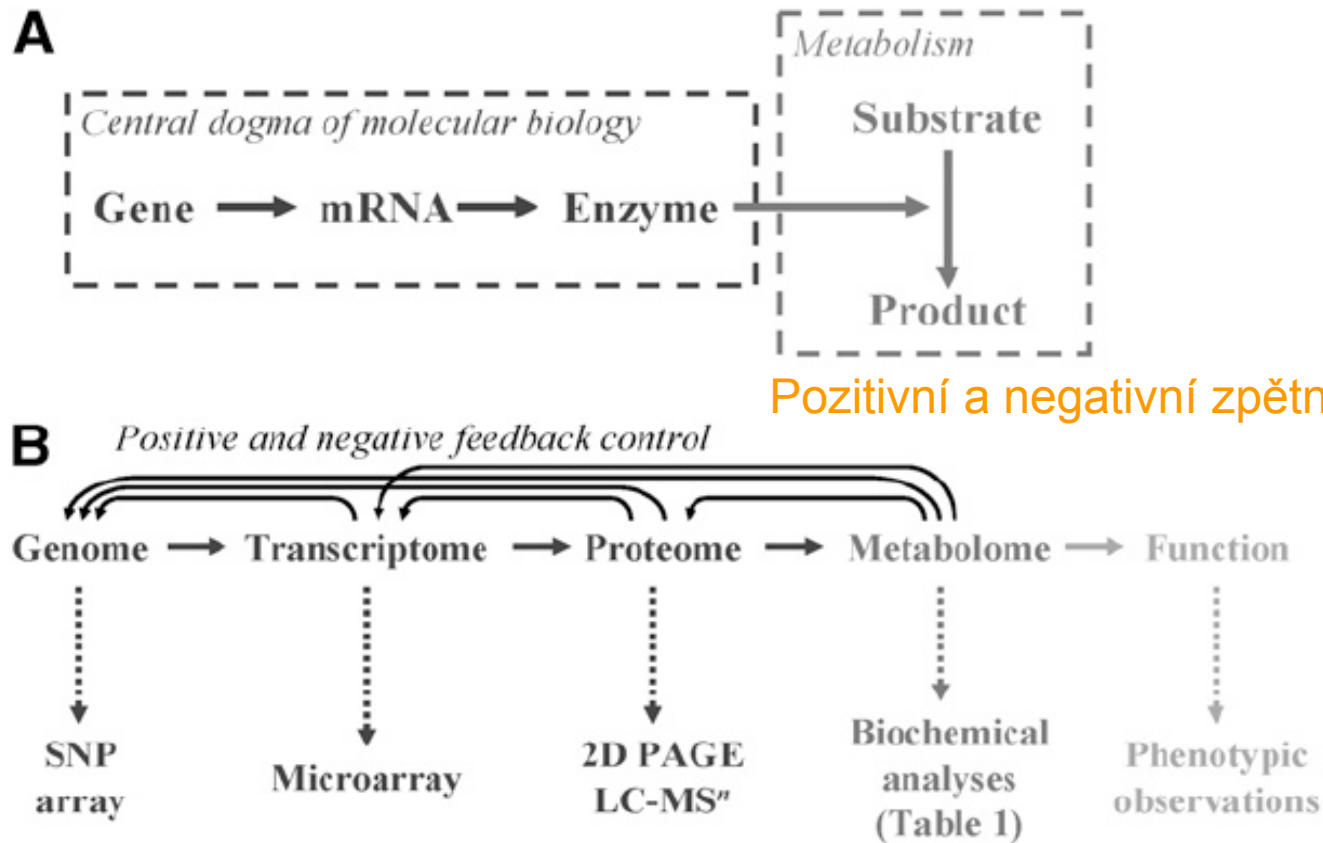 A
Metabolism
Central dogma of molecular biology
Substrate
Gene mRNA Enzyme
Product
Pozitivní a negativní zpětn
B
Positive and negative feedback control
Genome Transcriptome Proteome Metabolome Function
SNP
array
Microarray
2D PAGE
LC-MSⁿ
Biochemical
analyses
(Table 1)
Phenotypic
observations